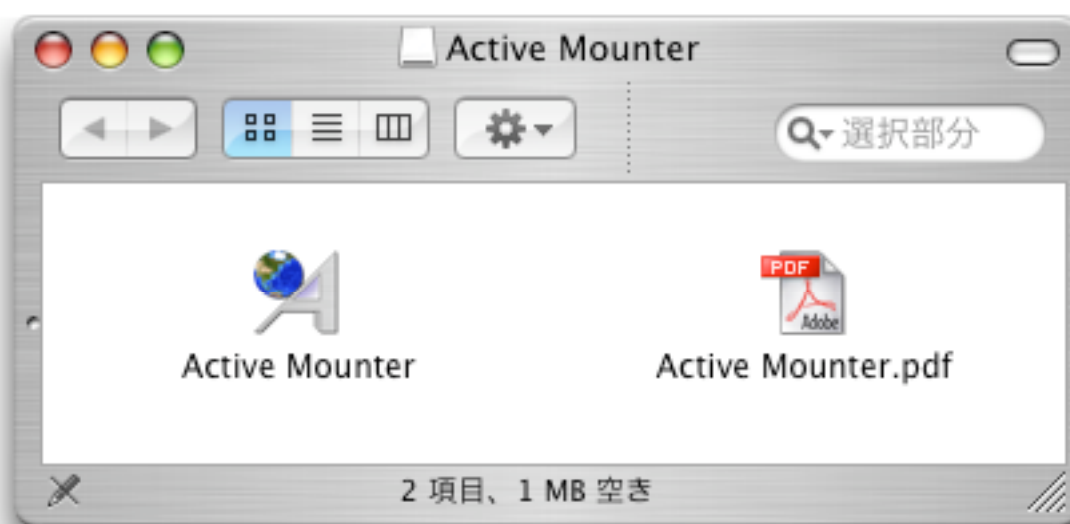 Active Mounter
選択部分
PDF
Adobe
Active Mounter
Active Mounter.pdf
2 項目、1 MB 空き